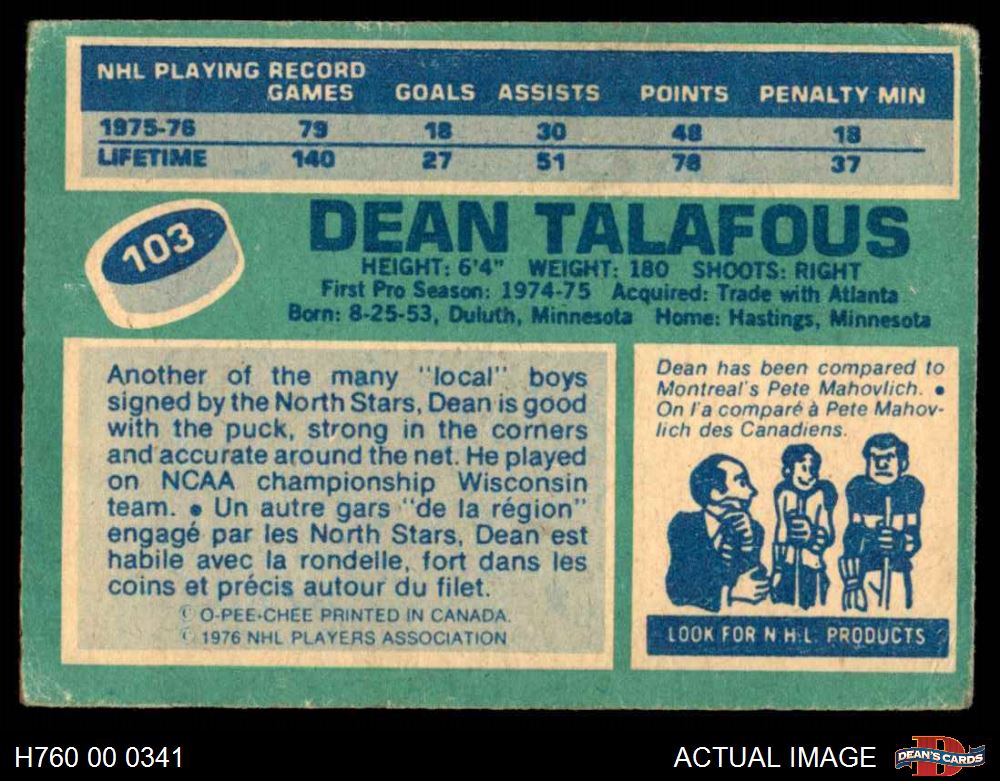 NHL PLAYING RECORD
GAMES GOALS ASSISTS POINTS PENALTY MIN
1975-76 79 18 30 48 18
LIFETIME 140 27 51 78 37
103
DEAN TALAFOUS
HEIGHT: 6'4" WEIGHT: 180 SHOOTS: RIGHT
First Pro Season: 1974-75 Acquired: Trade with Atlanta
Born: 8-25-53, Duluth, Minnesota Home: Hastings, Minnesota
Another of the many "local" boys
signed by the North Stars, Dean is good
with the puck, strong in the corners
and accurate around the net. He played
on NCAA championship Wisconsin
team. • Un autre gars "de la région"
engagé par les North Stars, Dean est
habile avec la rondelle, fort dans les
coins et précis autour du filet.
© O-PEE-CHEE PRINTED IN CANADA.
© 1976 NHL PLAYERS ASSOCIATION
Dean has been compared to
Montreal's Pete Mahovlich. •
On l'a comparé à Pete Mahov-
lich des Canadiens.
LOOK FOR N.H.L. PRODUCTS
H760 00 0341
ACTUAL IMAGE
D
DEAN'S CARDS